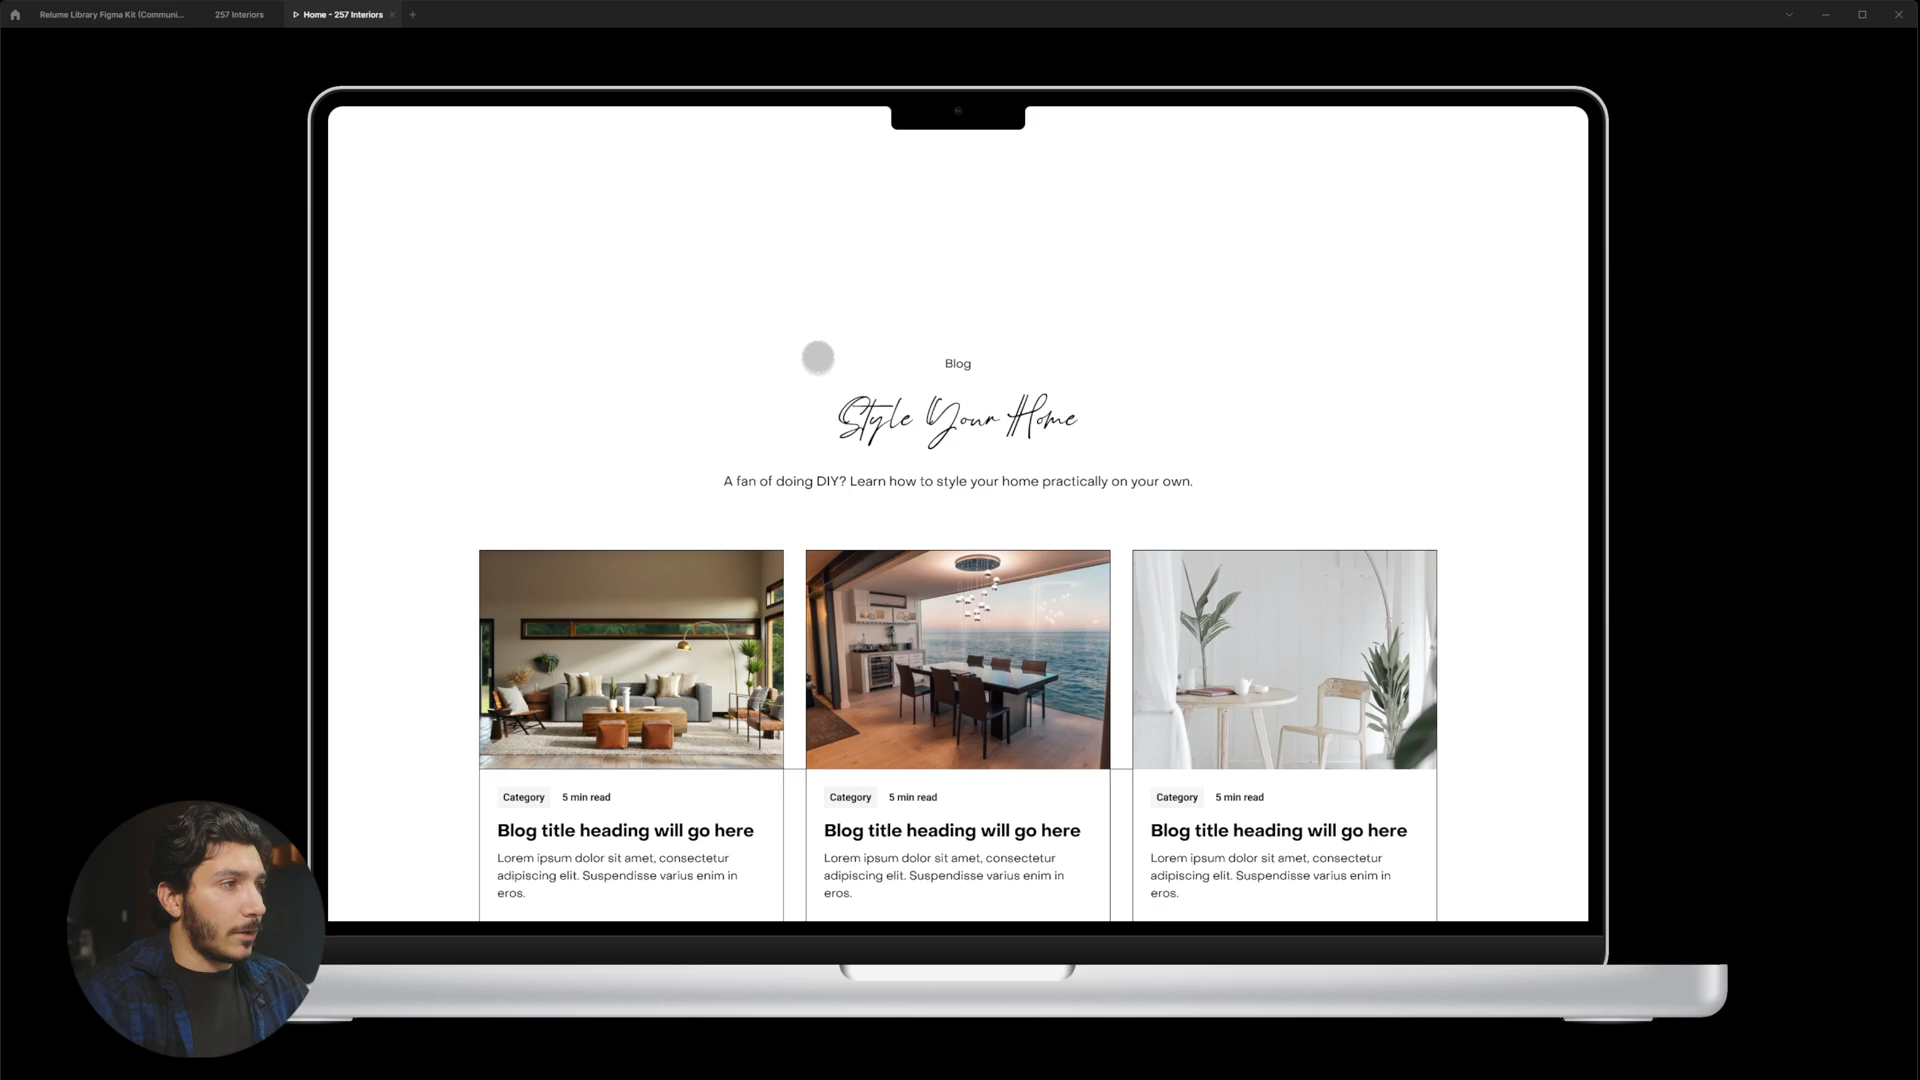 Relume Library Figma Kit (Communi...
257 Interiors
Home - 257 Interiors
Blog
Style Your Home
A fan of doing DIY? Learn how to style your home practically on your own.
Category 5 min read
Blog title heading will go here
Lorem ipsum dolor sit amet, consectetur
adipiscing elit. Suspendisse varius enim in
eros.
Category 5 min read
Blog title heading will go here
Lorem ipsum dolor sit amet, consectetur
adipiscing elit. Suspendisse varius enim in
eros.
Category 5 min read
Blog title heading will go here
Lorem ipsum dolor sit amet, consectetur
adipiscing elit. Suspendisse varius enim in
eros.